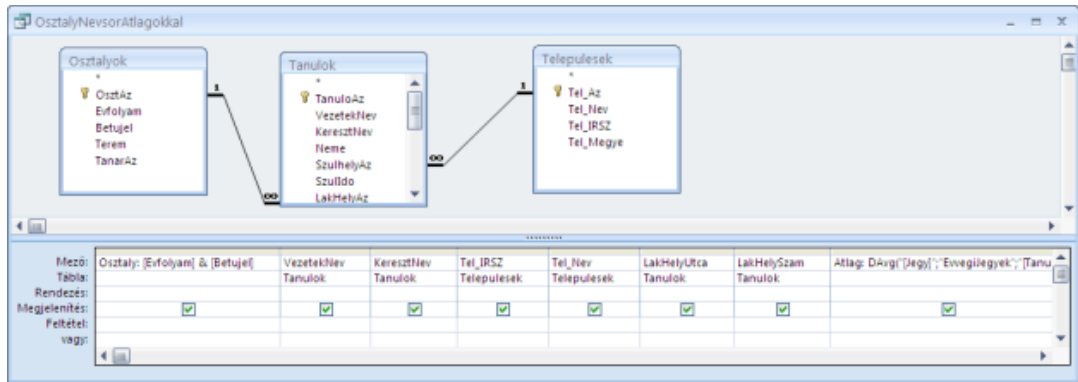 OsztalyNevsorAtlagokkal
Osztalyok
*
OsztAz
Evfolyam
Betujel
Terem
TanarAz
Tanulok
*
TanuloAz
VezetekNev
KeresztNev
Neme
SzulhelyAz
SzulIdo
LakHelyAz
Telepulesek
*
Tel_Az
Tel_Nev
Tel_IRSZ
Tel_Megye
1
∞
1
∞
Mező: Osztaly: [Evfolyam] & [Betujel] VezetekNev KeresztNev Tel_IRSZ Tel_Nev LakHelyUtca LakHelySzam Atlag: DAvg("[Jegy]";"EvvegiJegyek";"[Tanu
Tábla: Tanulok Tanulok Telepulesek Telepulesek Tanulok Tanulok
Rendezés:
Megjelenítés:
Feltétel:
vagy: